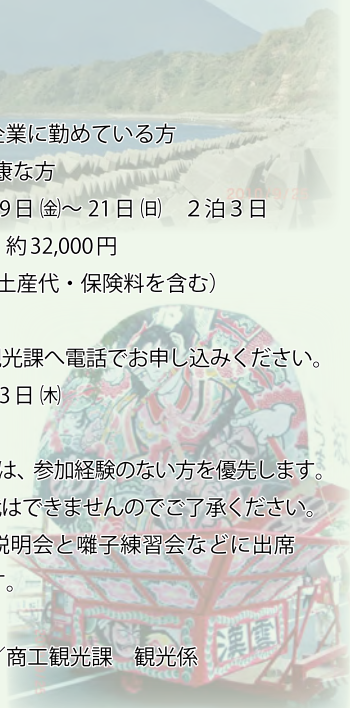 企業に勤めている方
康な方
9日㈮～21日㈰　２泊３日
約32,000円
土産代・保険料を含む）
光課へ電話でお申し込みください。
3日㈭
は、参加経験のない方を優先します。
はできませんのでご了承ください。
説明会と囃子練習会などに出席
す。
／商工観光課　観光係
漢雲